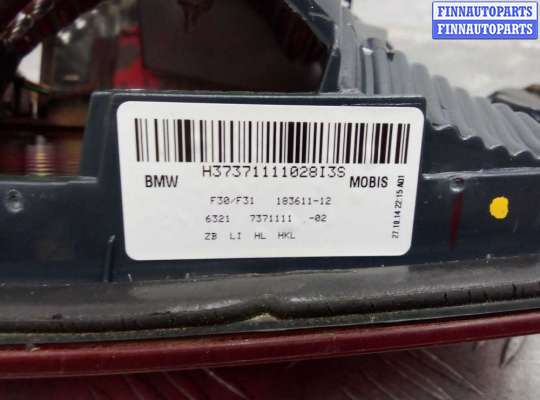 FINNAUTOPARTS
FINNAUTOPARTS
H37371111028I3S
BMW MOBIS
F30/F31 183611-12
6321 7371111 -02
ZB LI HL HKL
27.10.14 22:15 A01